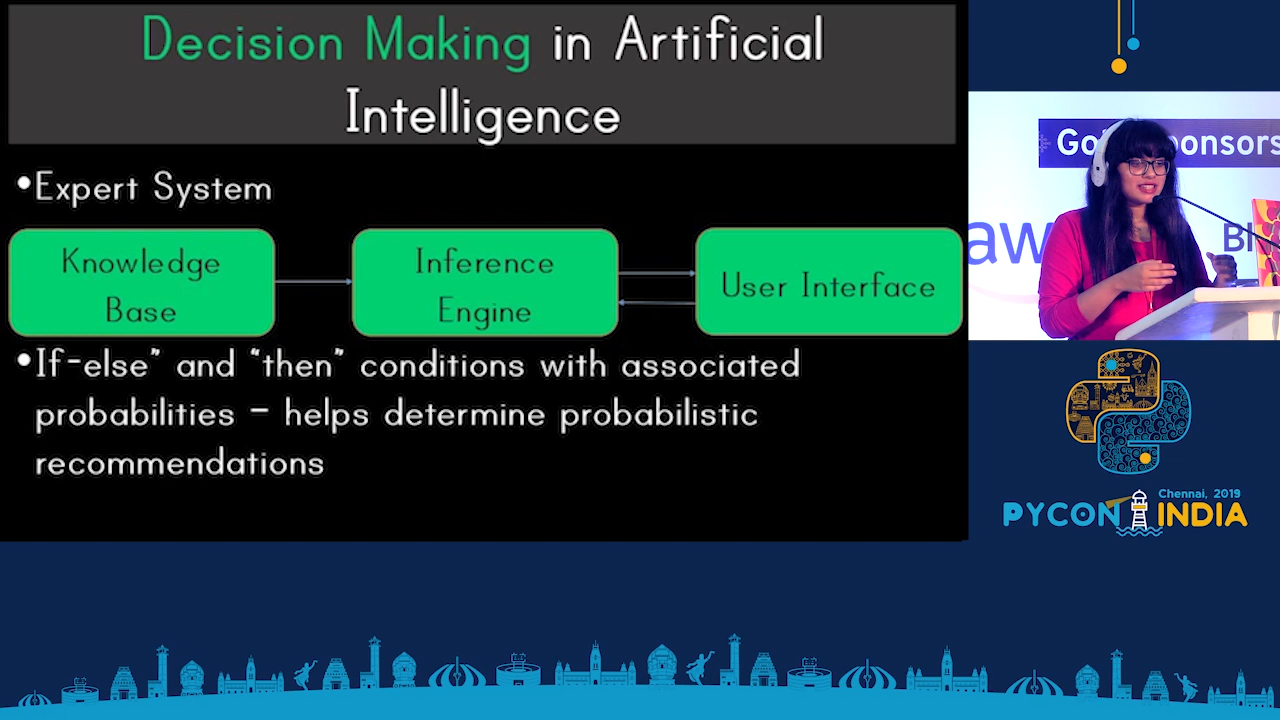 Decision Making in Artificial
Intelligence
•Expert System
Knowledge
Base
Inference
Engine
User Interface
•If-else” and “then” conditions with associated
probabilities - helps determine probabilistic
recommendations
Chennai, 2019
PYCON INDIA